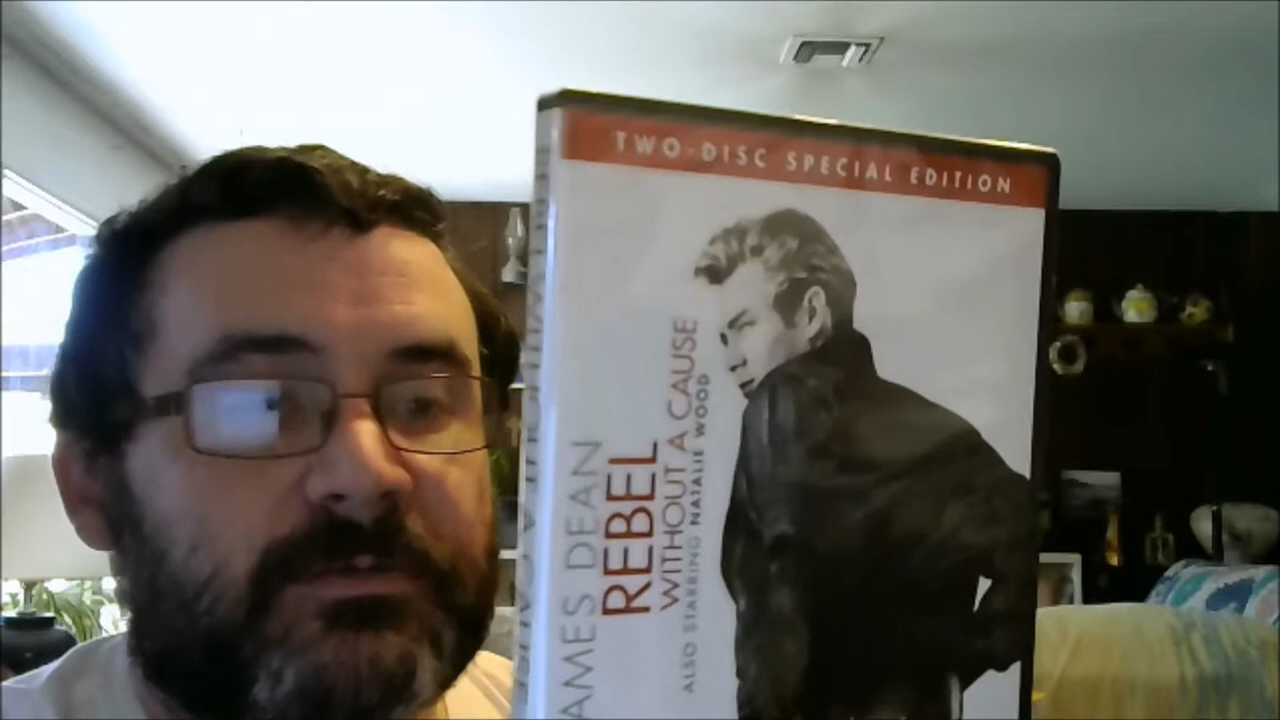 TWO-DISC SPECIAL EDITION
AMES DEAN
REBEL
WITHOUT A CAUSE
ALSO STARRING NATALIE WOOD